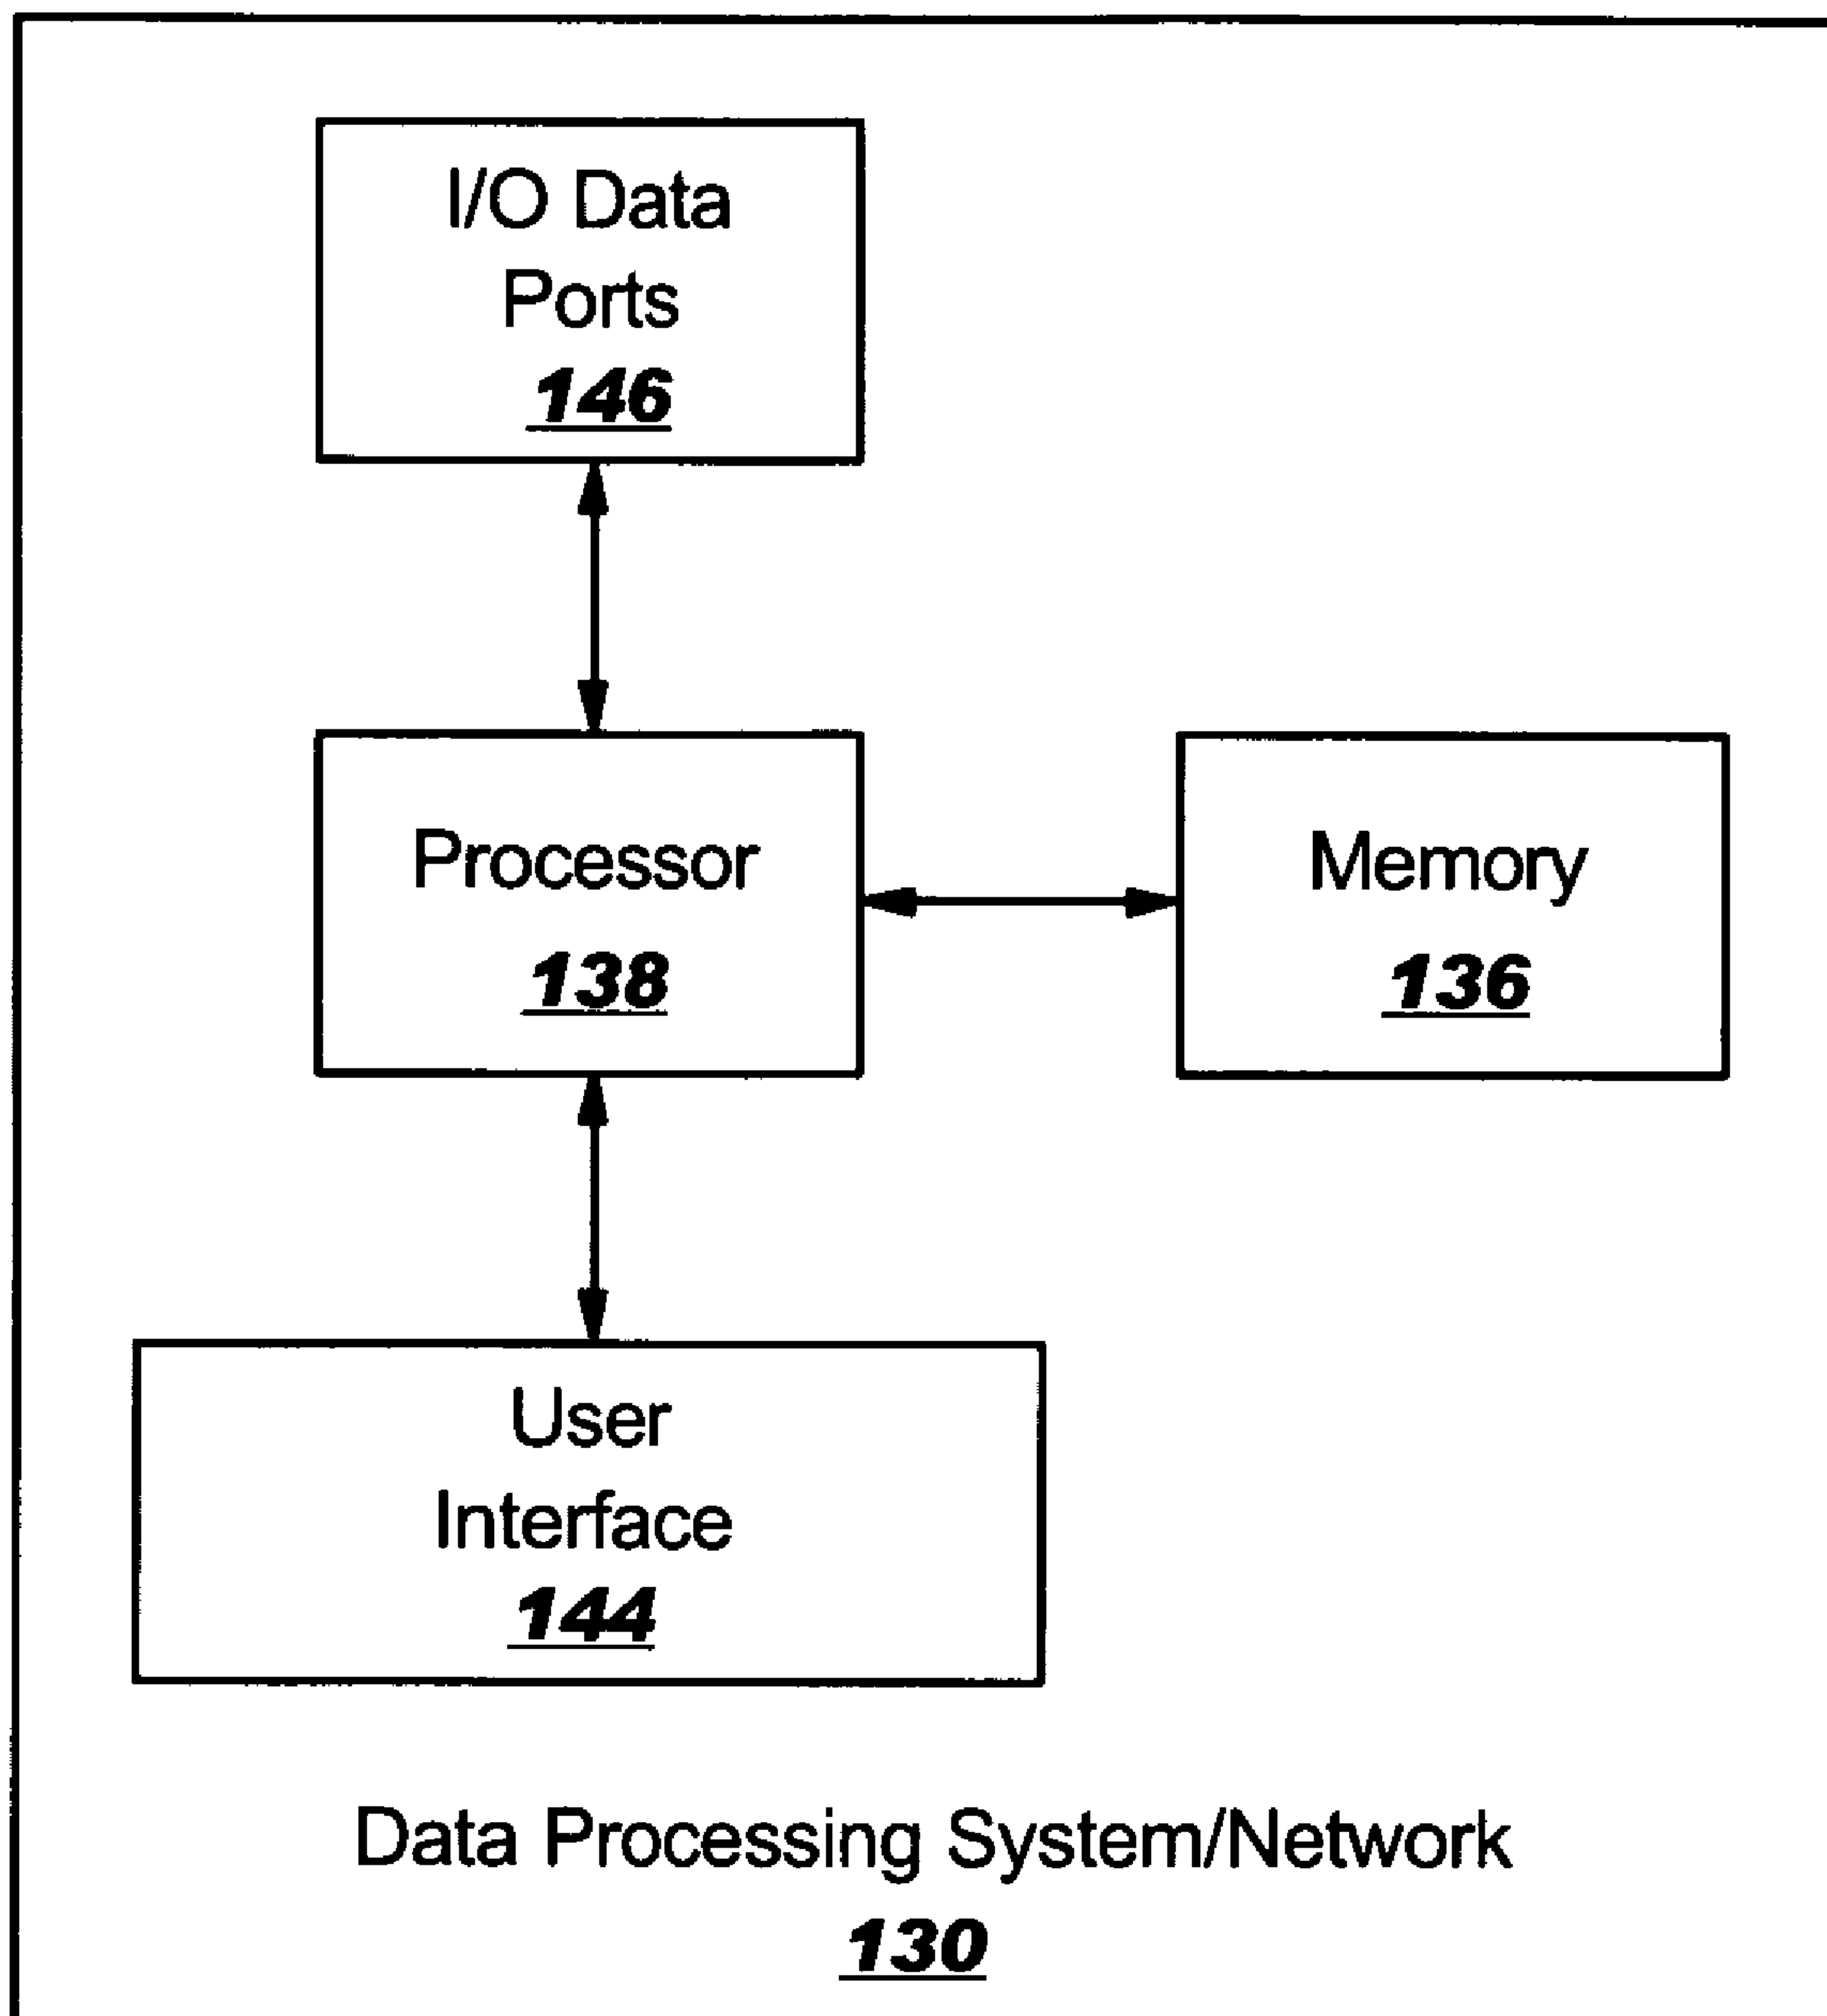 I/O Data
Ports
146
Processor
138
Memory
136
User
Interface
144
Data Processing System/Network
130